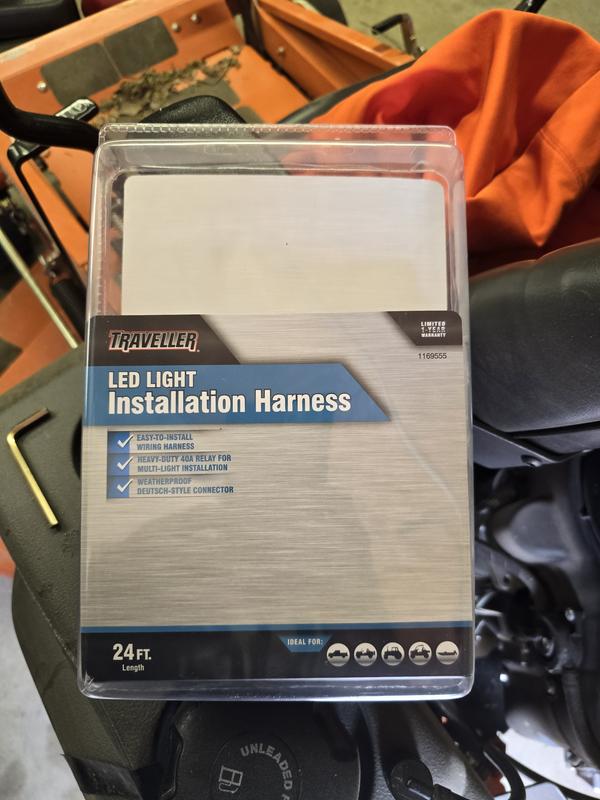 LIMITED
1-YEAR
WARRANTY
TRAVELLER
1169555
LED LIGHT
Installation Harness
EASY-TO-INSTALL
WIRING HARNESS
HEAVY-DUTY 40A RELAY FOR
MULTI-LIGHT INSTALLATION
WEATHERPROOF
DEUTSCH-STYLE CONNECTOR
IDEAL FOR:
24 FT.
Length
UNLEADED